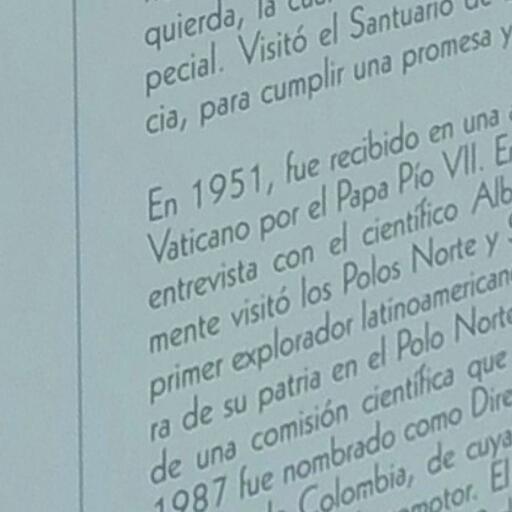 quierda, la
pecial. Visitó el Santuario de
cia, para cumplir una promesa y
En 1951, fue recibido en una
Vaticano por el Papa Pío VII. En
entrevista con el científico Alb
mente visitó los Polos Norte y S
primer explorador latinoamericano
ra de su patria en el Polo Norte
de una comisión científica que
1987 fue nombrado como Dire
Colombia, de cuya
motor. El